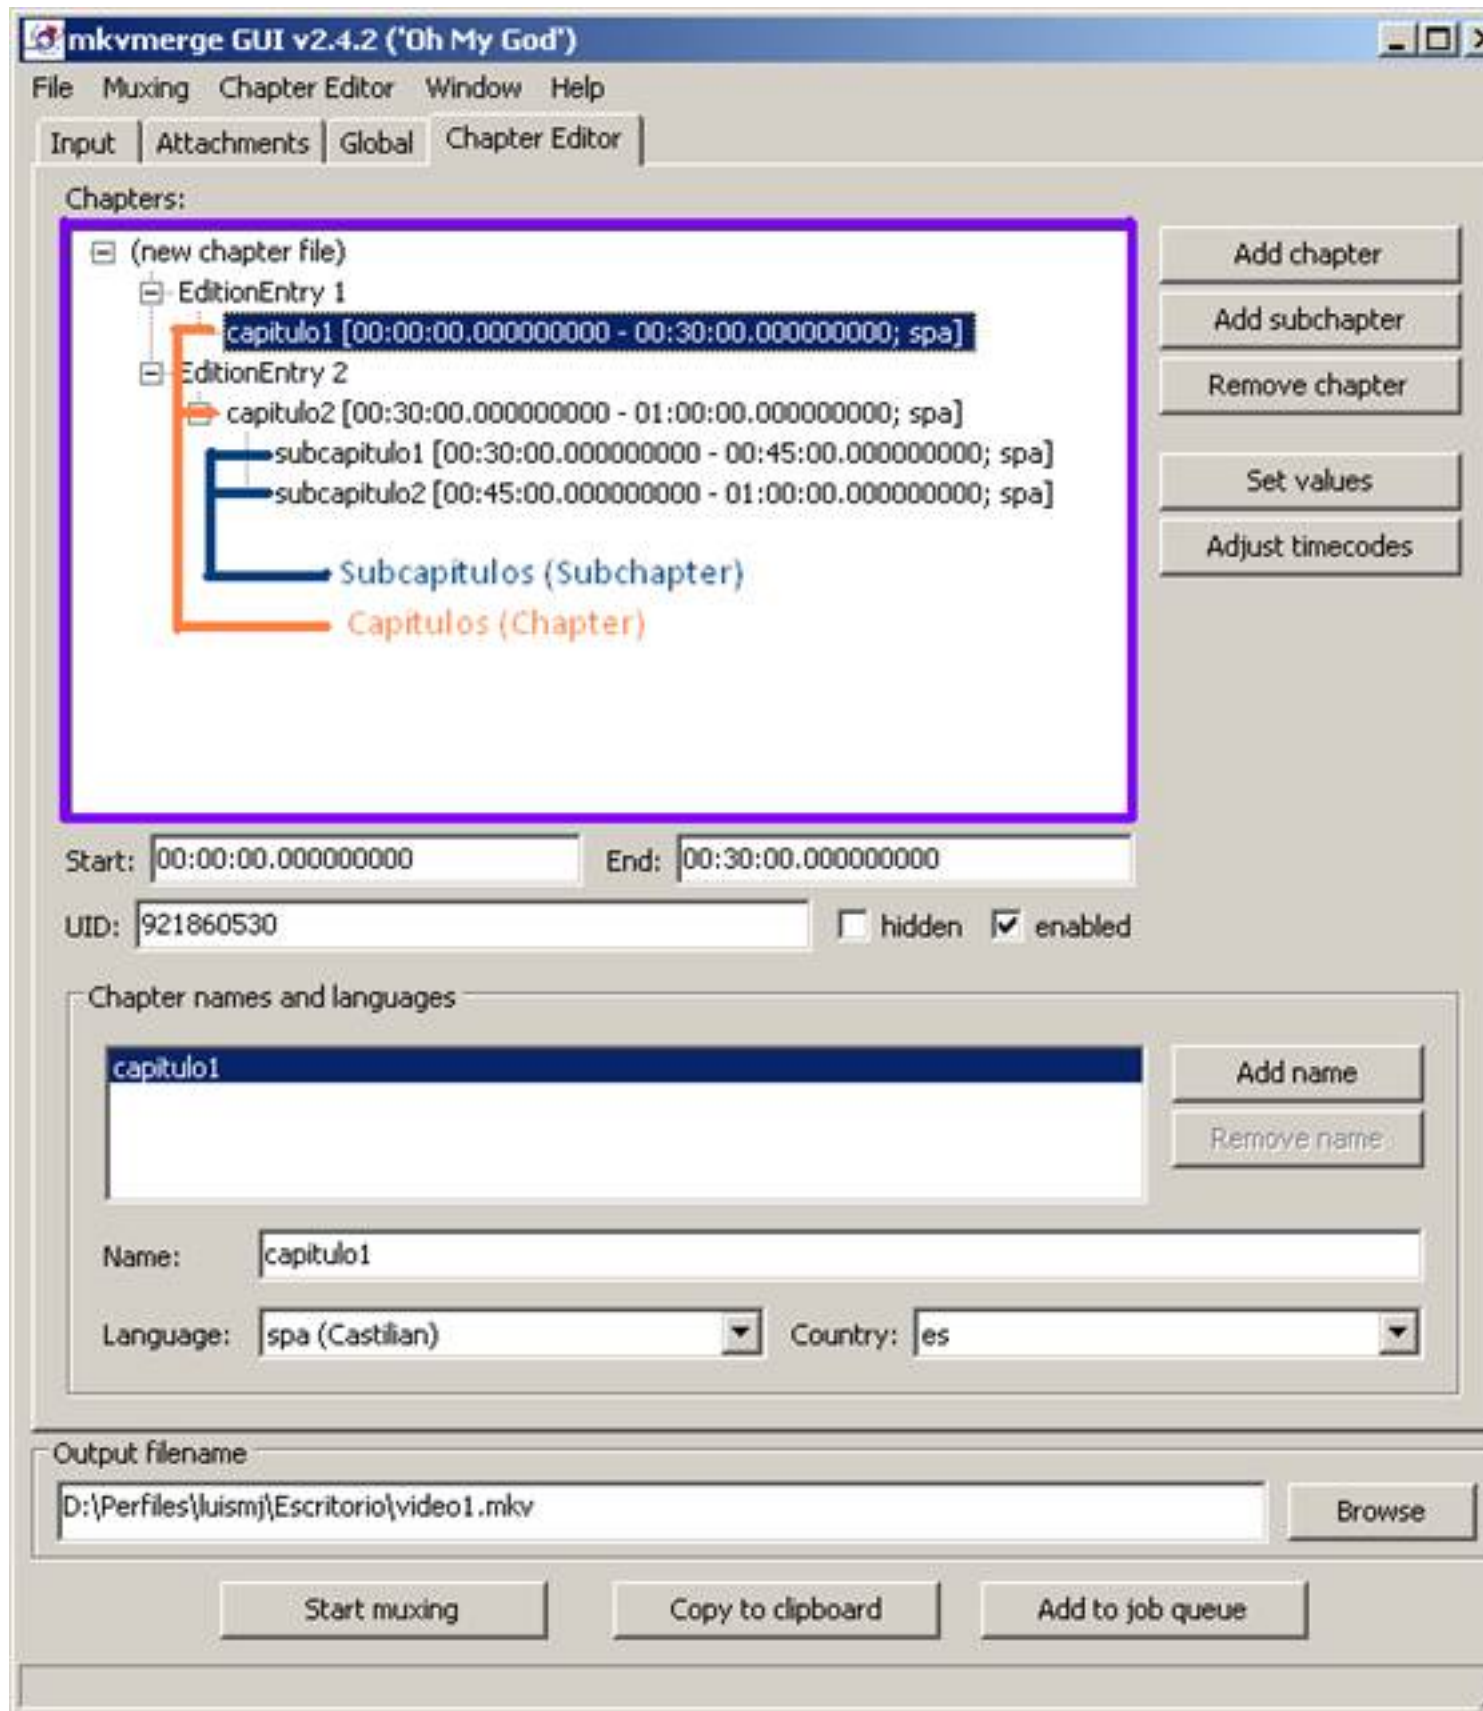 mkvmerge GUI v2.4.2 ('Oh My God')
File Muxing Chapter Editor Window Help
Input Attachments Global Chapter Editor
Chapters:
(new chapter file)
EditionEntry 1
capitulo1 [00:00:00.000000000 - 00:30:00.000000000; spa]
EditionEntry 2
capitulo2 [00:30:00.000000000 - 01:00:00.000000000; spa]
subcapitulo1 [00:30:00.000000000 - 00:45:00.000000000; spa]
subcapitulo2 [00:45:00.000000000 - 01:00:00.000000000; spa]
Subcapítulos (Subchapter)
Capítulos (Chapter)
Add chapter
Add subchapter
Remove chapter
Set values
Adjust timecodes
Start: 00:00:00.000000000 End: 00:30:00.000000000
UID: 921860530 hidden enabled
Chapter names and languages
capitulo1
Add name
Remove name
Name: capitulo1
Language: spa (Castilian) Country: es
Output filename
D:\Perfiles\luismj\Escritorio\video1.mkv Browse
Start muxing Copy to clipboard Add to job queue